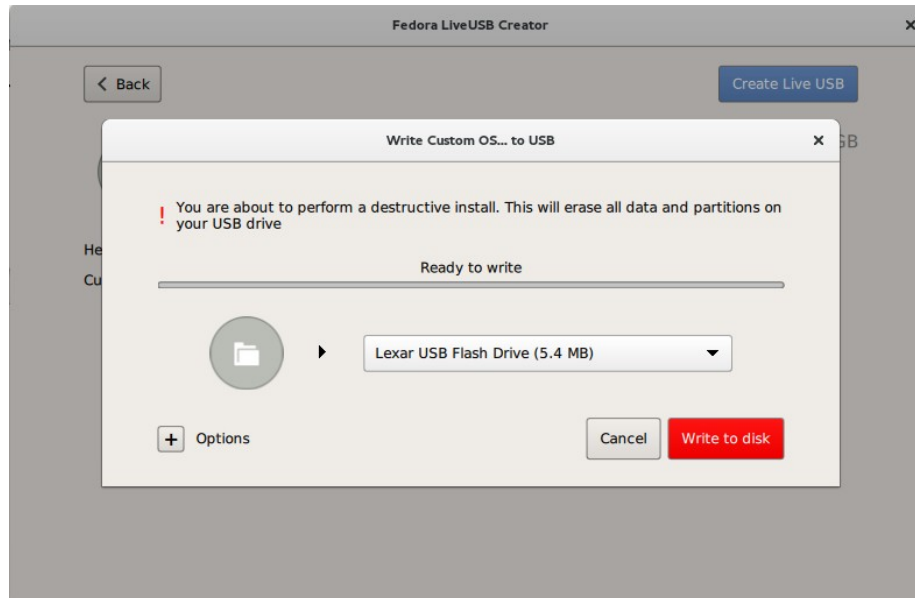 Fedora LiveUSB Creator
Back
Create Live USB
Write Custom OS... to USB
! You are about to perform a destructive install. This will erase all data and partitions on
your USB drive
Ready to write
Lexar USB Flash Drive (5.4 MB)
+ Options
Cancel
Write to disk